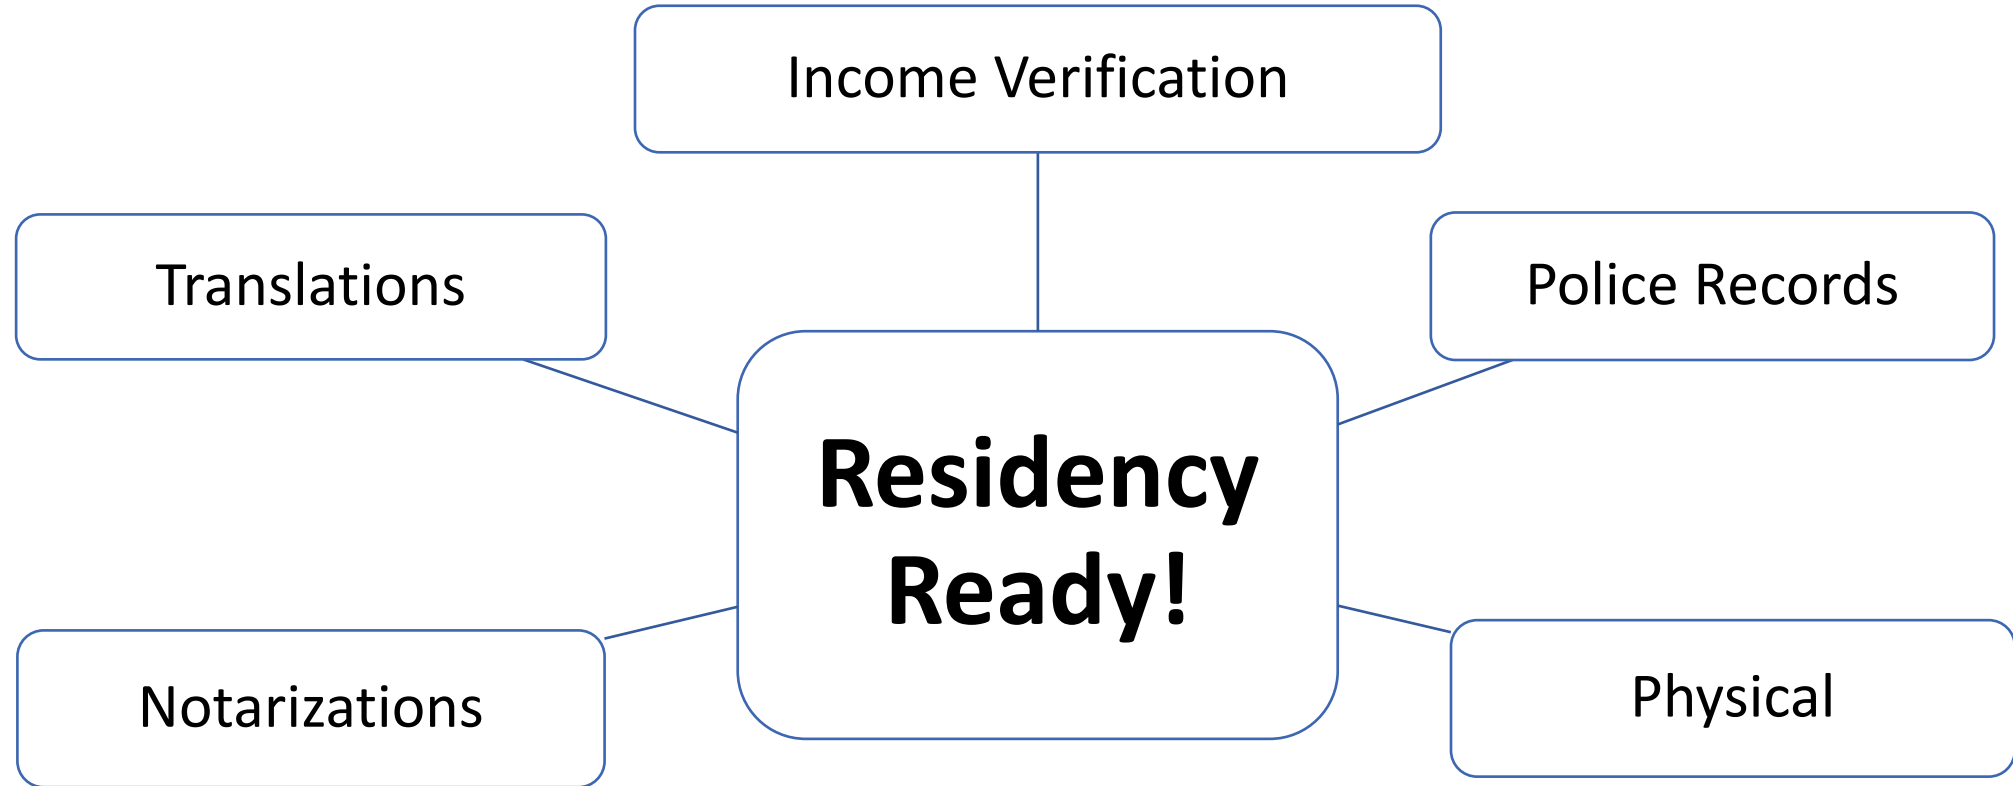 Income Verification
Translations
Police Records
Residency
Ready!
Notarizations
Physical